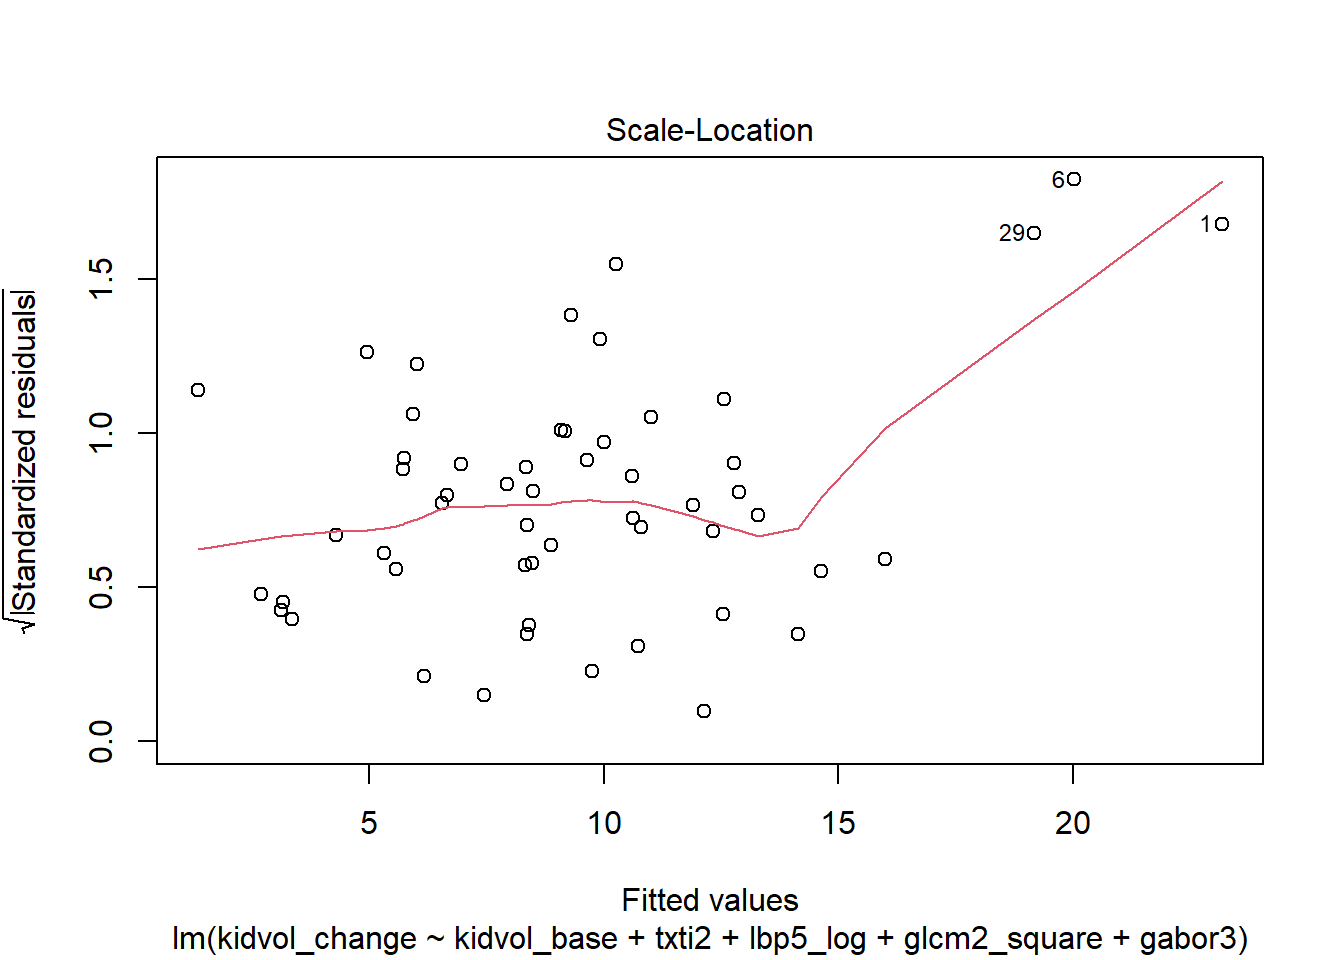 Scale-Location
√|Standardized residuals|
1.5
1.0
0.5
0.0
6
29
1
5 10 15 20
Fitted values
lm(kidvol_change ~ kidvol_base + txti2 + lbp5_log + glcm2_square + gabor3)